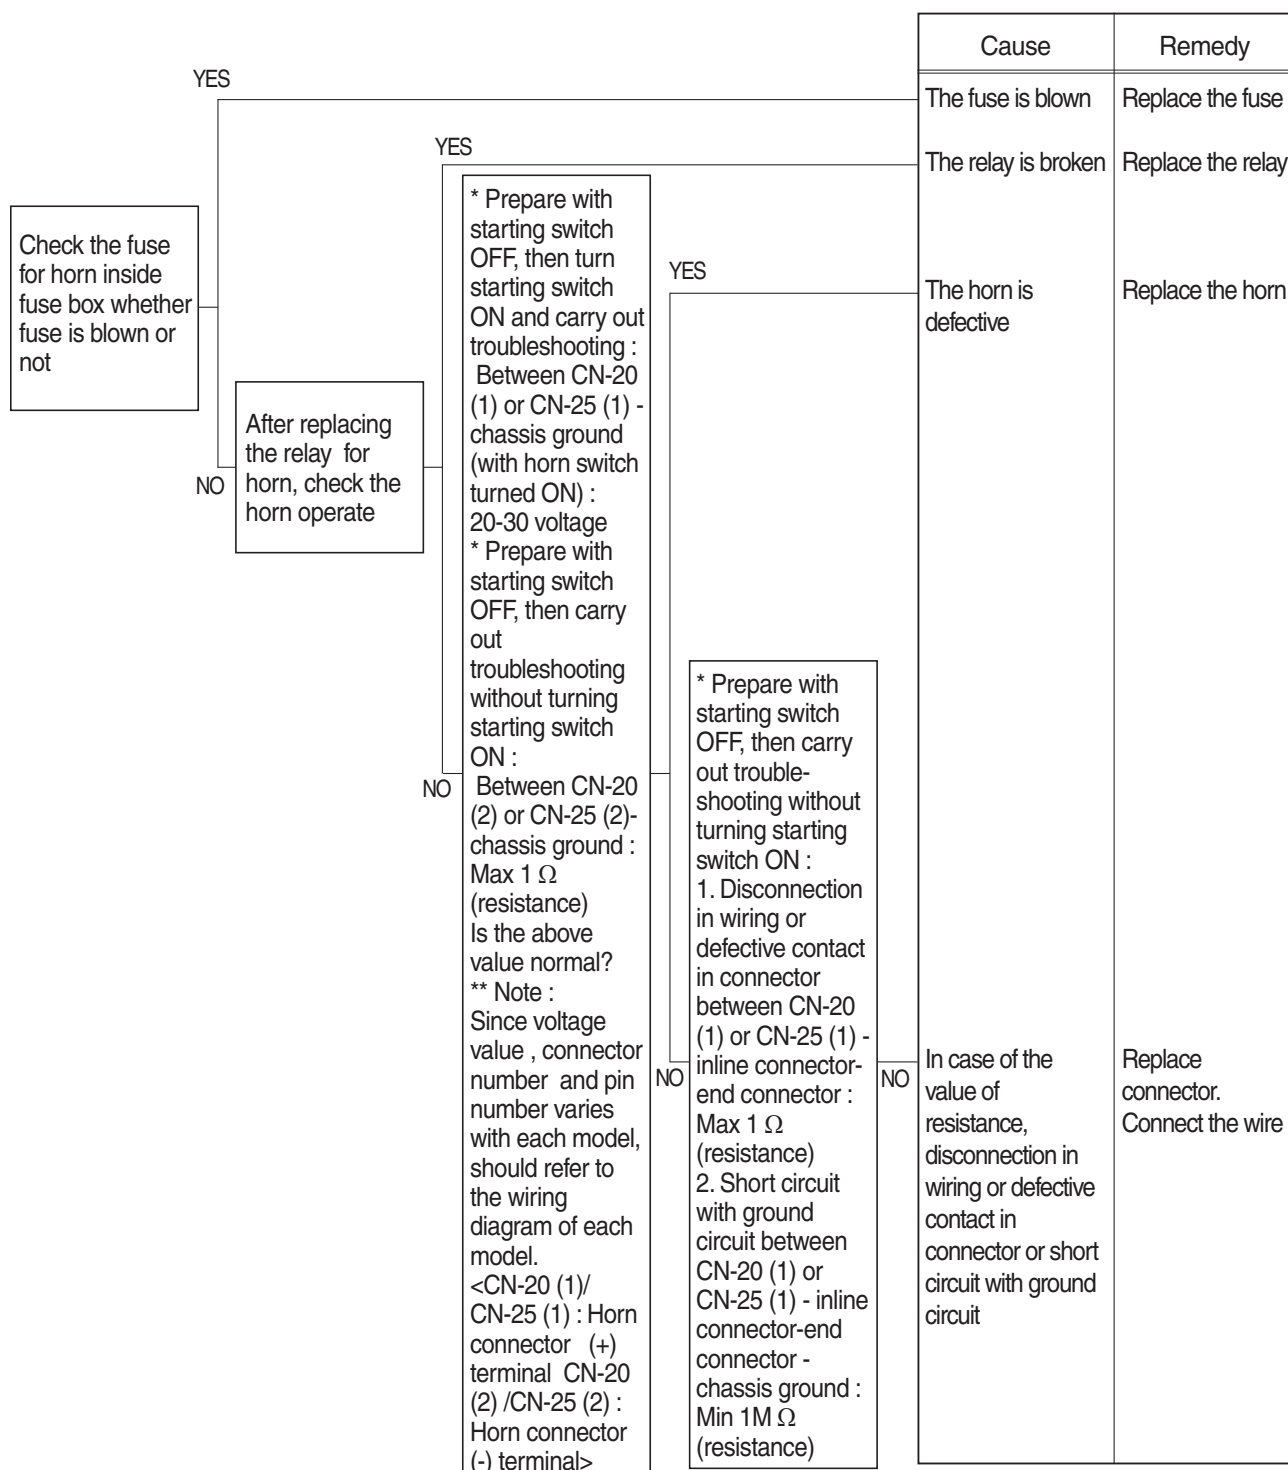 Cause
Remedy
YES
The fuse is blown
Replace the fuse
YES
The relay is broken
Replace the relay
Check the fuse
for horn inside
fuse box whether
fuse is blown or
not
NO
After replacing
the relay for
horn, check the
horn operate
* Prepare with
starting switch
OFF, then turn
starting switch
ON and carry out
troubleshooting :
Between CN-20
(1) or CN-25 (1) -
chassis ground
(with horn switch
turned ON) :
20-30 voltage
* Prepare with
starting switch
OFF, then carry
out
troubleshooting
without turning
starting switch
ON :
Between CN-20
(2) or CN-25 (2)-
chassis ground :
Max 1 Ω
(resistance)
Is the above
value normal?
** Note :
Since voltage
value , connector
number and pin
number varies
with each model,
should refer to
the wiring
diagram of each
model.
<CN-20 (1)/
CN-25 (1) : Horn
connector (+)
terminal CN-20
(2) /CN-25 (2) :
Horn connector
(-) terminal>
NO
YES
The horn is
defective
Replace the horn
* Prepare with
starting switch
OFF, then carry
out trouble-
shooting without
turning starting
switch ON :
1. Disconnection
in wiring or
defective contact
in connector
between CN-20
(1) or CN-25 (1) -
inline connector-
end connector :
Max 1 Ω
(resistance)
2. Short circuit
with ground
circuit between
CN-20 (1) or
CN-25 (1) - inline
connector-end
connector -
chassis ground :
Min 1M Ω
(resistance)
NO
NO
In case of the
value of
resistance,
disconnection in
wiring or defective
contact in
connector or short
circuit with ground
circuit
Replace
connector.
Connect the wire